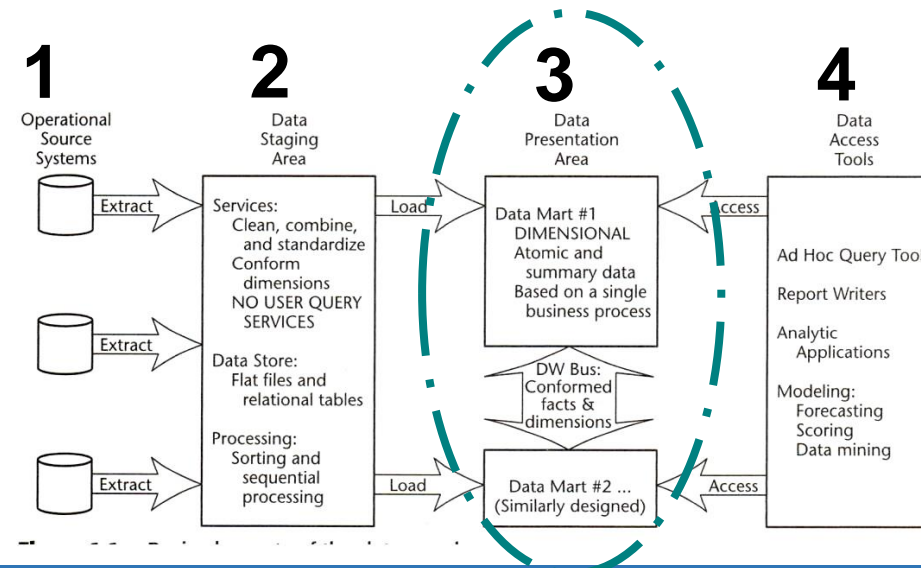 1
2
3
4
Operational
Source
Systems
Data
Staging
Area
Data
Presentation
Area
Data
Access
Tools
Extract
Extract
Extract
Services:
Clean, combine,
and standardize
Conform
dimensions
NO USER QUERY
SERVICES
Data Store:
Flat files and
relational tables
Processing:
Sorting and
sequential
processing
Load
Load
Data Mart #1
DIMENSIONAL
Atomic and
summary data
Based on a single
business process
DW Bus:
Conformed
facts &
dimensions
Data Mart #2 ...
(Similarly designed)
Access
Access
Ad Hoc Query Tool
Report Writers
Analytic
Applications
Modeling:
Forecasting
Scoring
Data mining